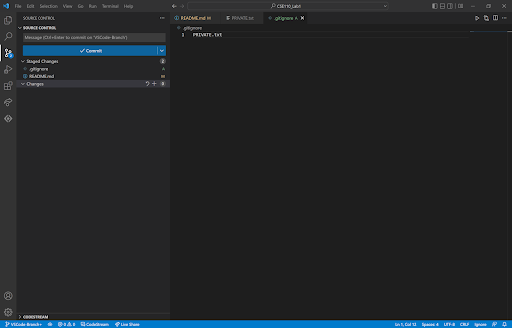 File Edit Selection View Go Run Terminal Help
CSE110_Lab1
SOURCE CONTROL
README.md M
PRIVATE.txt
.gitignore A
SOURCE CONTROL
.gitignore
Message (Ctrl+Enter to commit on 'VSCode-Branch')
1 PRIVATE.txt
Commit
Staged Changes 2
.gitignore A
README.md M
Changes 0
CODESTREAM
VSCode-Branch+ 0 0 CodeStream Live Share Ln 1, Col 12 Spaces: 4 UTF-8 CRLF Ignore